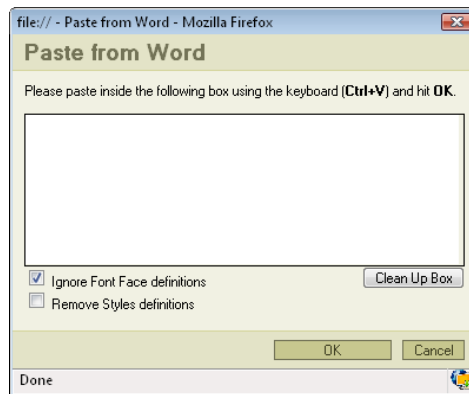 file:// - Paste from Word - Mozilla Firefox
Paste from Word
Please paste inside the following box using the keyboard (Ctrl+V) and hit OK.
Ignore Font Face definitions
Clean Up Box
Remove Styles definitions
OK
Cancel
Done